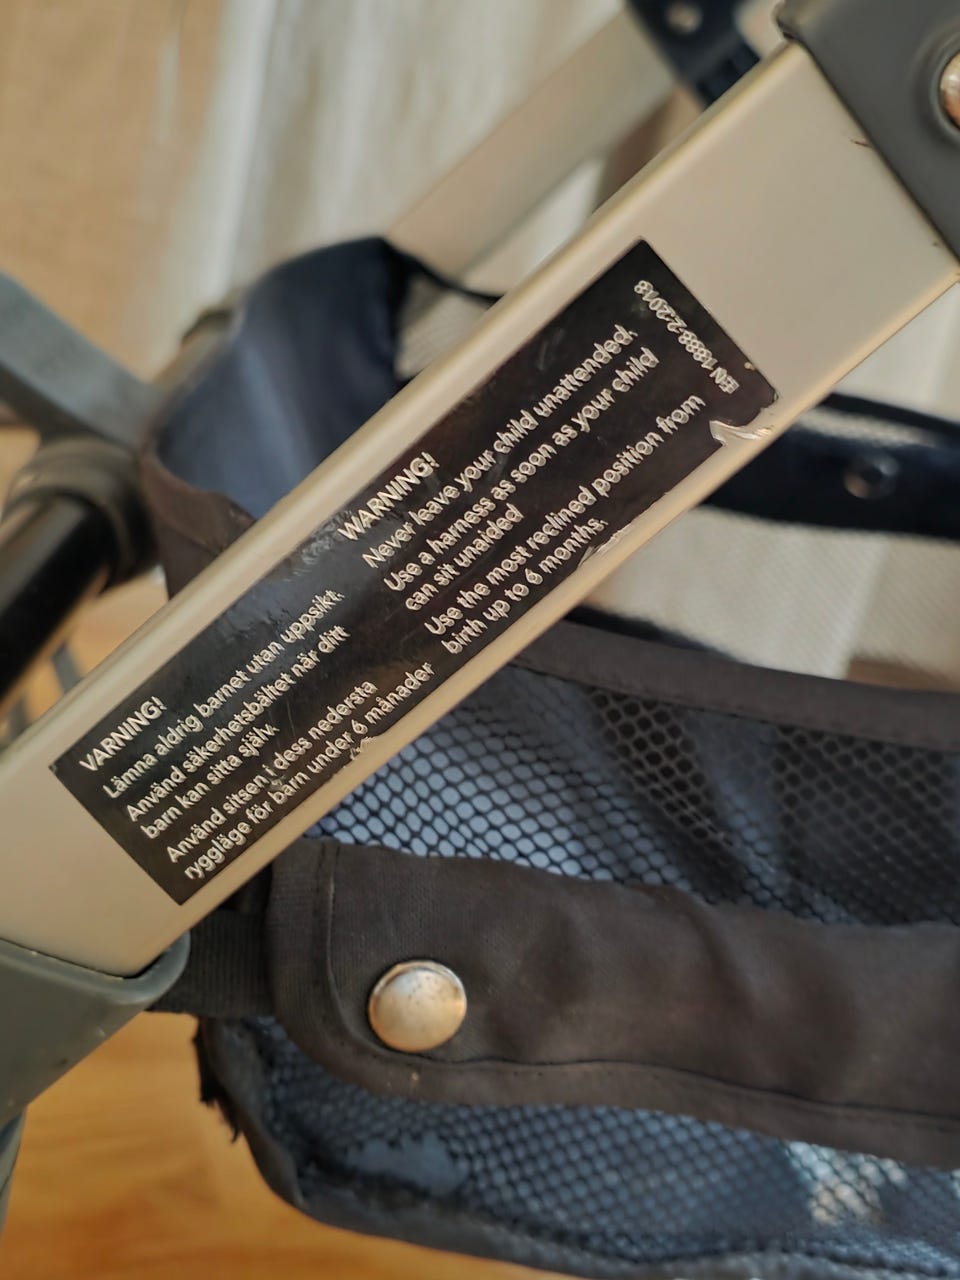 VARNING!
Lämna aldrig barnet utan uppsikt.
Använd säkerhetsbältet när ditt
barn kan sitta själv.
Använd sitsen i dess nedersta
ryggläge för barn under 6 månader
WARNING!
Never leave your child unattended.
Use a harness as soon as your child
can sit unaided
Use the most reclined position from
birth up to 6 months.
EN 1888-2:2018